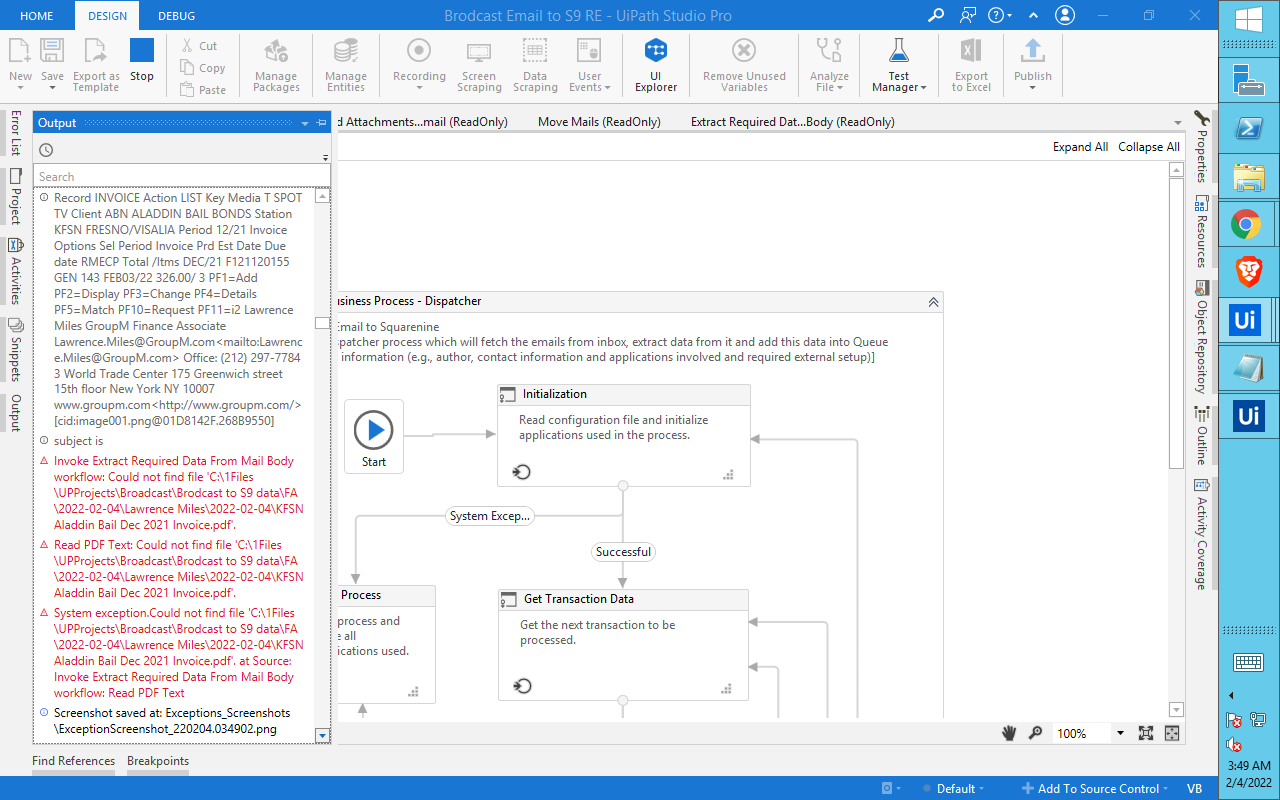 HOME
DESIGN
DEBUG
Brodcast Email to S9 RE - UiPath Studio Pro
New
Save
Export as
Template
Stop
Cut
Copy
Paste
Manage
Packages
Manage
Entities
Recording
Screen
Scraping
Data
Scraping
User
Events
UI
Explorer
Remove Unused
Variables
Analyze
File
Test
Manager
Export
to Excel
Publish
Error List
Project
Activities
Snippets
Output
Output
Search
Record INVOICE Action LIST Key Media T SPOT
TV Client ABN ALADDIN BAIL BONDS Station
KFSN FRESNO/VISALIA Period 12/21 Invoice
Options Sel Period Invoice Prd Est Date Due
date RMECP Total /Itms DEC/21 F121120155
GEN 143 FEB03/22 326.00/ 3 PF1=Add
PF2=Display PF3=Change PF4=Details
PF5=Match PF10=Request PF11=i2 Lawrence
Miles GroupM Finance Associate
Lawrence.Miles@GroupM.com<mailto:Lawrenc
e.Miles@GroupM.com> Office: (212) 297-7784
3 World Trade Center 175 Greenwich street
15th floor New York NY 10007
www.groupm.com<http://www.groupm.com/>
[cid:image001.png@01D8142F.268B9550]
subject is
Invoke Extract Required Data From Mail Body
workflow: Could not find file 'C:\1Files
\UPProjects\Broadcast\Brodcast to S9 data\FA
\2022-02-04\Lawrence Miles\2022-02-04\KFSN
Aladdin Bail Dec 2021 Invoice.pdf'.
Read PDF Text: Could not find file 'C:\1Files
\UPProjects\Broadcast\Brodcast to S9 data\FA
\2022-02-04\Lawrence Miles\2022-02-04\KFSN
Aladdin Bail Dec 2021 Invoice.pdf'.
System exception.Could not find file 'C:\1Files
\UPProjects\Broadcast\Brodcast to S9 data\FA
\2022-02-04\Lawrence Miles\2022-02-04\KFSN
Aladdin Bail Dec 2021 Invoice.pdf'. at Source:
Invoke Extract Required Data From Mail Body
workflow: Read PDF Text
Screenshot saved at: Exceptions_Screenshots
\ExceptionScreenshot_220204.034902.png
Find References
Breakpoints
d Attachments...mail (ReadOnly)
Move Mails (ReadOnly)
Extract Required Dat...Body (ReadOnly)
Expand All
Collapse All
usiness Process - Dispatcher
Email to Squarenine
patcher process which will fetch the emails from inbox, extract data from it and add this data into Queue
information (e.g., author, contact information and applications involved and required external setup)]
Start
Initialization
Read configuration file and initialize
applications used in the process.
System Excep...
Successful
Process
process and
e all
ications used.
Get Transaction Data
Get the next transaction to be
processed.
100%
Properties
Resources
Object Repository
Outline
Activity Coverage
Default
Add To Source Control
VB
Ui
Ui
3:49 AM
2/4/2022